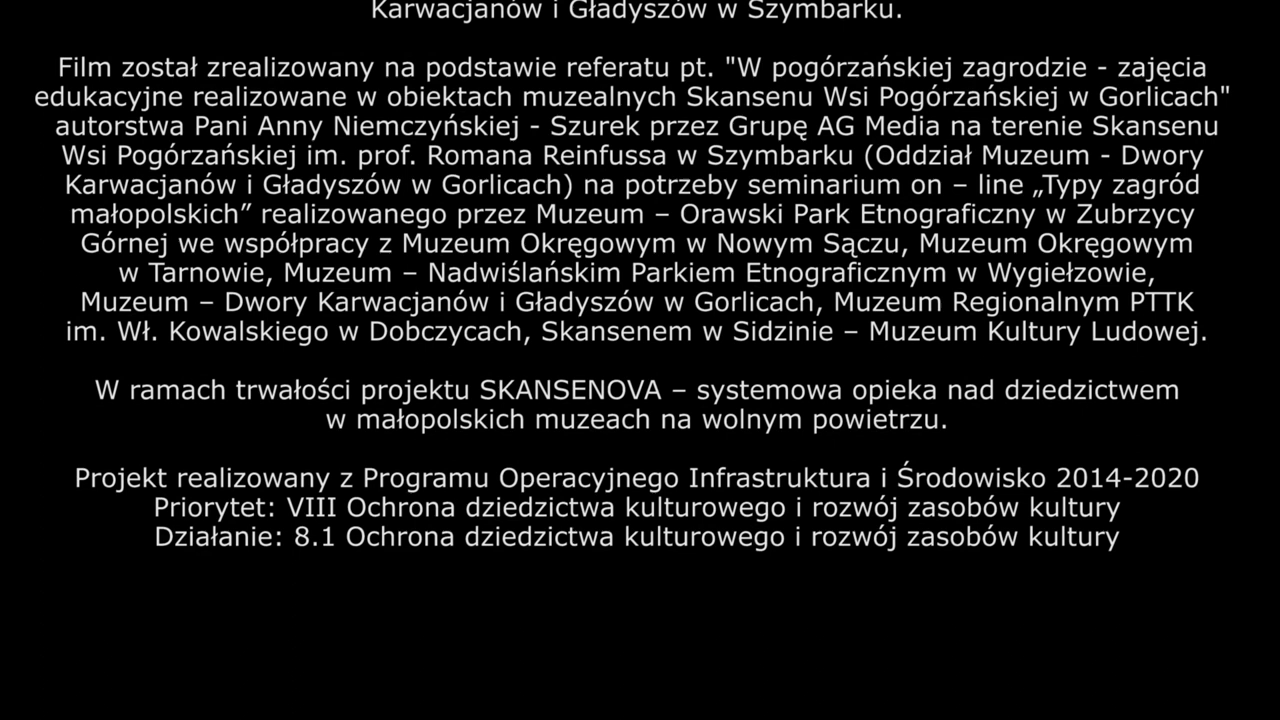 Karwacjanów i Gładyszów w Szymbarku.
Film został zrealizowany na podstawie referatu pt. "W pogórzańskiej zagrodzie - zajęcia
edukacyjne realizowane w obiektach muzealnych Skansenu Wsi Pogórzańskiej w Gorlicach"
autorstwa Pani Anny Niemczyńskiej - Szurek przez Grupę AG Media na terenie Skansenu
Wsi Pogórzańskiej im. prof. Romana Reinfussa w Szymbarku (Oddział Muzeum - Dwory
Karwacjanów i Gładyszów w Gorlicach) na potrzeby seminarium on – line „Typy zagród
małopolskich” realizowanego przez Muzeum – Orawski Park Etnograficzny w Zubrzycy
Górnej we współpracy z Muzeum Okręgowym w Nowym Sączu, Muzeum Okręgowym
w Tarnowie, Muzeum – Nadwiślańskim Parkiem Etnograficznym w Wygiełzowie,
Muzeum – Dwory Karwacjanów i Gładyszów w Gorlicach, Muzeum Regionalnym PTTK
im. Wł. Kowalskiego w Dobczycach, Skansenem w Sidzinie – Muzeum Kultury Ludowej.
W ramach trwałości projektu SKANSENOVA – systemowa opieka nad dziedzictwem
w małopolskich muzeach na wolnym powietrzu.
Projekt realizowany z Programu Operacyjnego Infrastruktura i Środowisko 2014-2020
Priorytet: VIII Ochrona dziedzictwa kulturowego i rozwój zasobów kultury
Działanie: 8.1 Ochrona dziedzictwa kulturowego i rozwój zasobów kultury